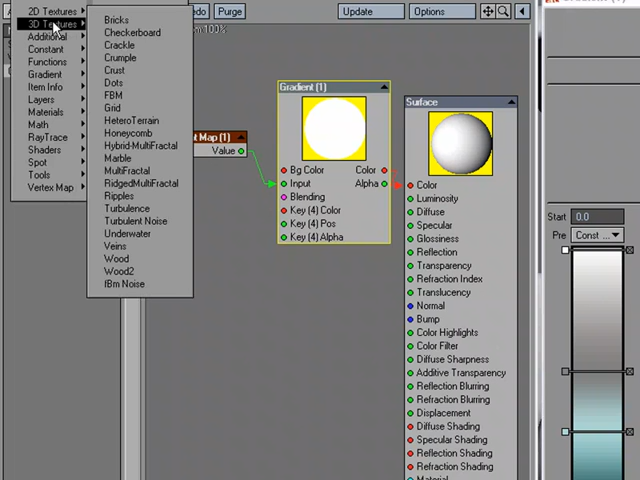 2D Textures
3D Textures
Additional
Constant
Functions
Gradient
Item Info
Layers
Materials
Math
RayTrace
Shaders
Spot
Tools
Vertex Map
Bricks
Checkerboard
Crackle
Crumple
Crust
Dots
FBM
Grid
HeteroTerrain
Honeycomb
Hybrid-MultiFractal
Marble
MultiFractal
RidgedMultiFractal
Ripples
Turbulence
Turbulent Noise
Underwater
Veins
Wood
Wood2
fBm Noise
Purge
Update
Options
100%
Map (1)
Value
Gradient (1)
Bg Color
Color
Input
Alpha
Blending
Key (4) Color
Key (4) Pos
Key (4) Alpha
Surface
Color
Luminosity
Diffuse
Specular
Glossiness
Reflection
Transparency
Refraction Index
Translucency
Normal
Bump
Color Highlights
Color Filter
Diffuse Sharpness
Additive Transparency
Reflection Blurring
Refraction Blurring
Displacement
Diffuse Shading
Specular Shading
Reflection Shading
Refraction Shading
Material
Start 0.0
Pre Const ...